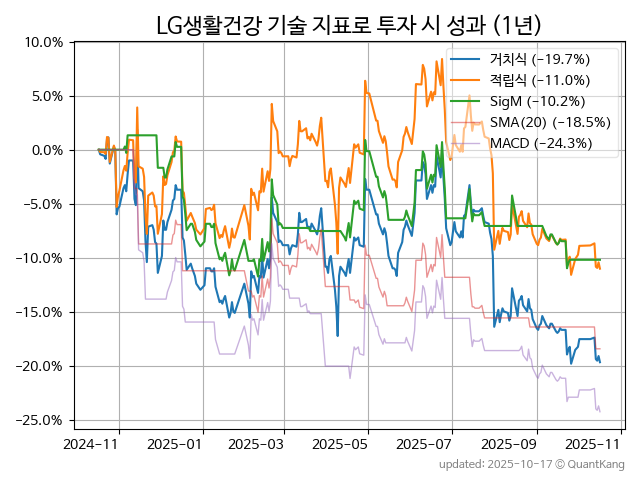 LG생활건강 기술 지표로 투자 시 성과 (1년)
10.0%
5.0%
0.0%
−5.0%
−10.0%
−15.0%
−20.0%
−25.0%
거치식 (−19.7%)
적립식 (−11.0%)
SigM (−10.2%)
SMA(20) (−18.5%)
MACD (−24.3%)
2024-11 2025-01 2025-03 2025-05 2025-07 2025-09 2025-11
updated: 2025-10-17 © QuantKang